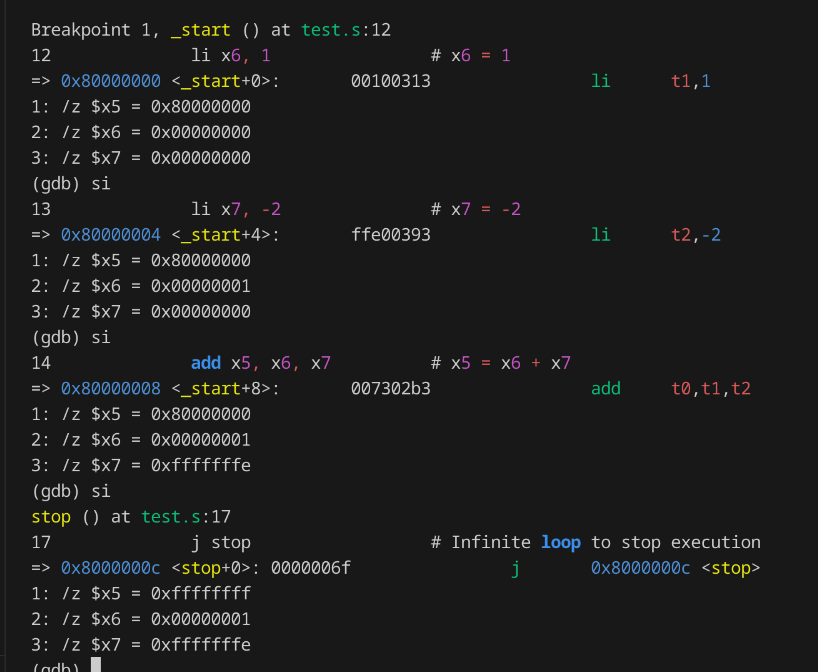 Breakpoint 1, _start () at test.s:12
12              li x6, 1                # x6 = 1
=> 0x80000000 <_start+0>:       00100313                li      t1,1
1: /z $x5 = 0x80000000
2: /z $x6 = 0x00000000
3: /z $x7 = 0x00000000
(gdb) si
13              li x7, -2               # x7 = -2
=> 0x80000004 <_start+4>:       ffe00393                li      t2,-2
1: /z $x5 = 0x80000000
2: /z $x6 = 0x00000001
3: /z $x7 = 0x00000000
(gdb) si
14              add x5, x6, x7          # x5 = x6 + x7
=> 0x80000008 <_start+8>:       007302b3                add     t0,t1,t2
1: /z $x5 = 0x80000000
2: /z $x6 = 0x00000001
3: /z $x7 = 0xfffffffe
(gdb) si
stop () at test.s:17
17              j stop                  # Infinite loop to stop execution
=> 0x8000000c <stop+0>: 0000006f                j       0x8000000c <stop>
1: /z $x5 = 0xffffffff
2: /z $x6 = 0x00000001
3: /z $x7 = 0xfffffffe
(gdb)